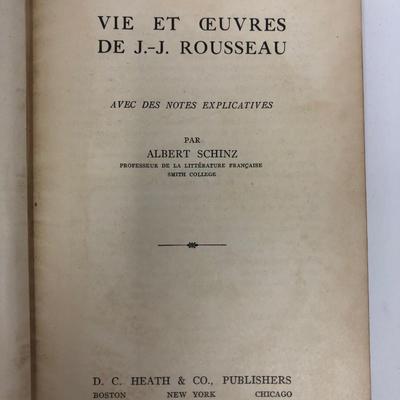 VIE ET ŒUVRES
DE J.-J. ROUSSEAU
AVEC DES NOTES EXPLICATIVES
PAR
ALBERT SCHINZ
PROFESSEUR DE LA LITTÉRATURE FRANÇAISE
SMITH COLLEGE
D. C. HEATH & CO., PUBLISHERS
BOSTON NEW YORK CHICAGO